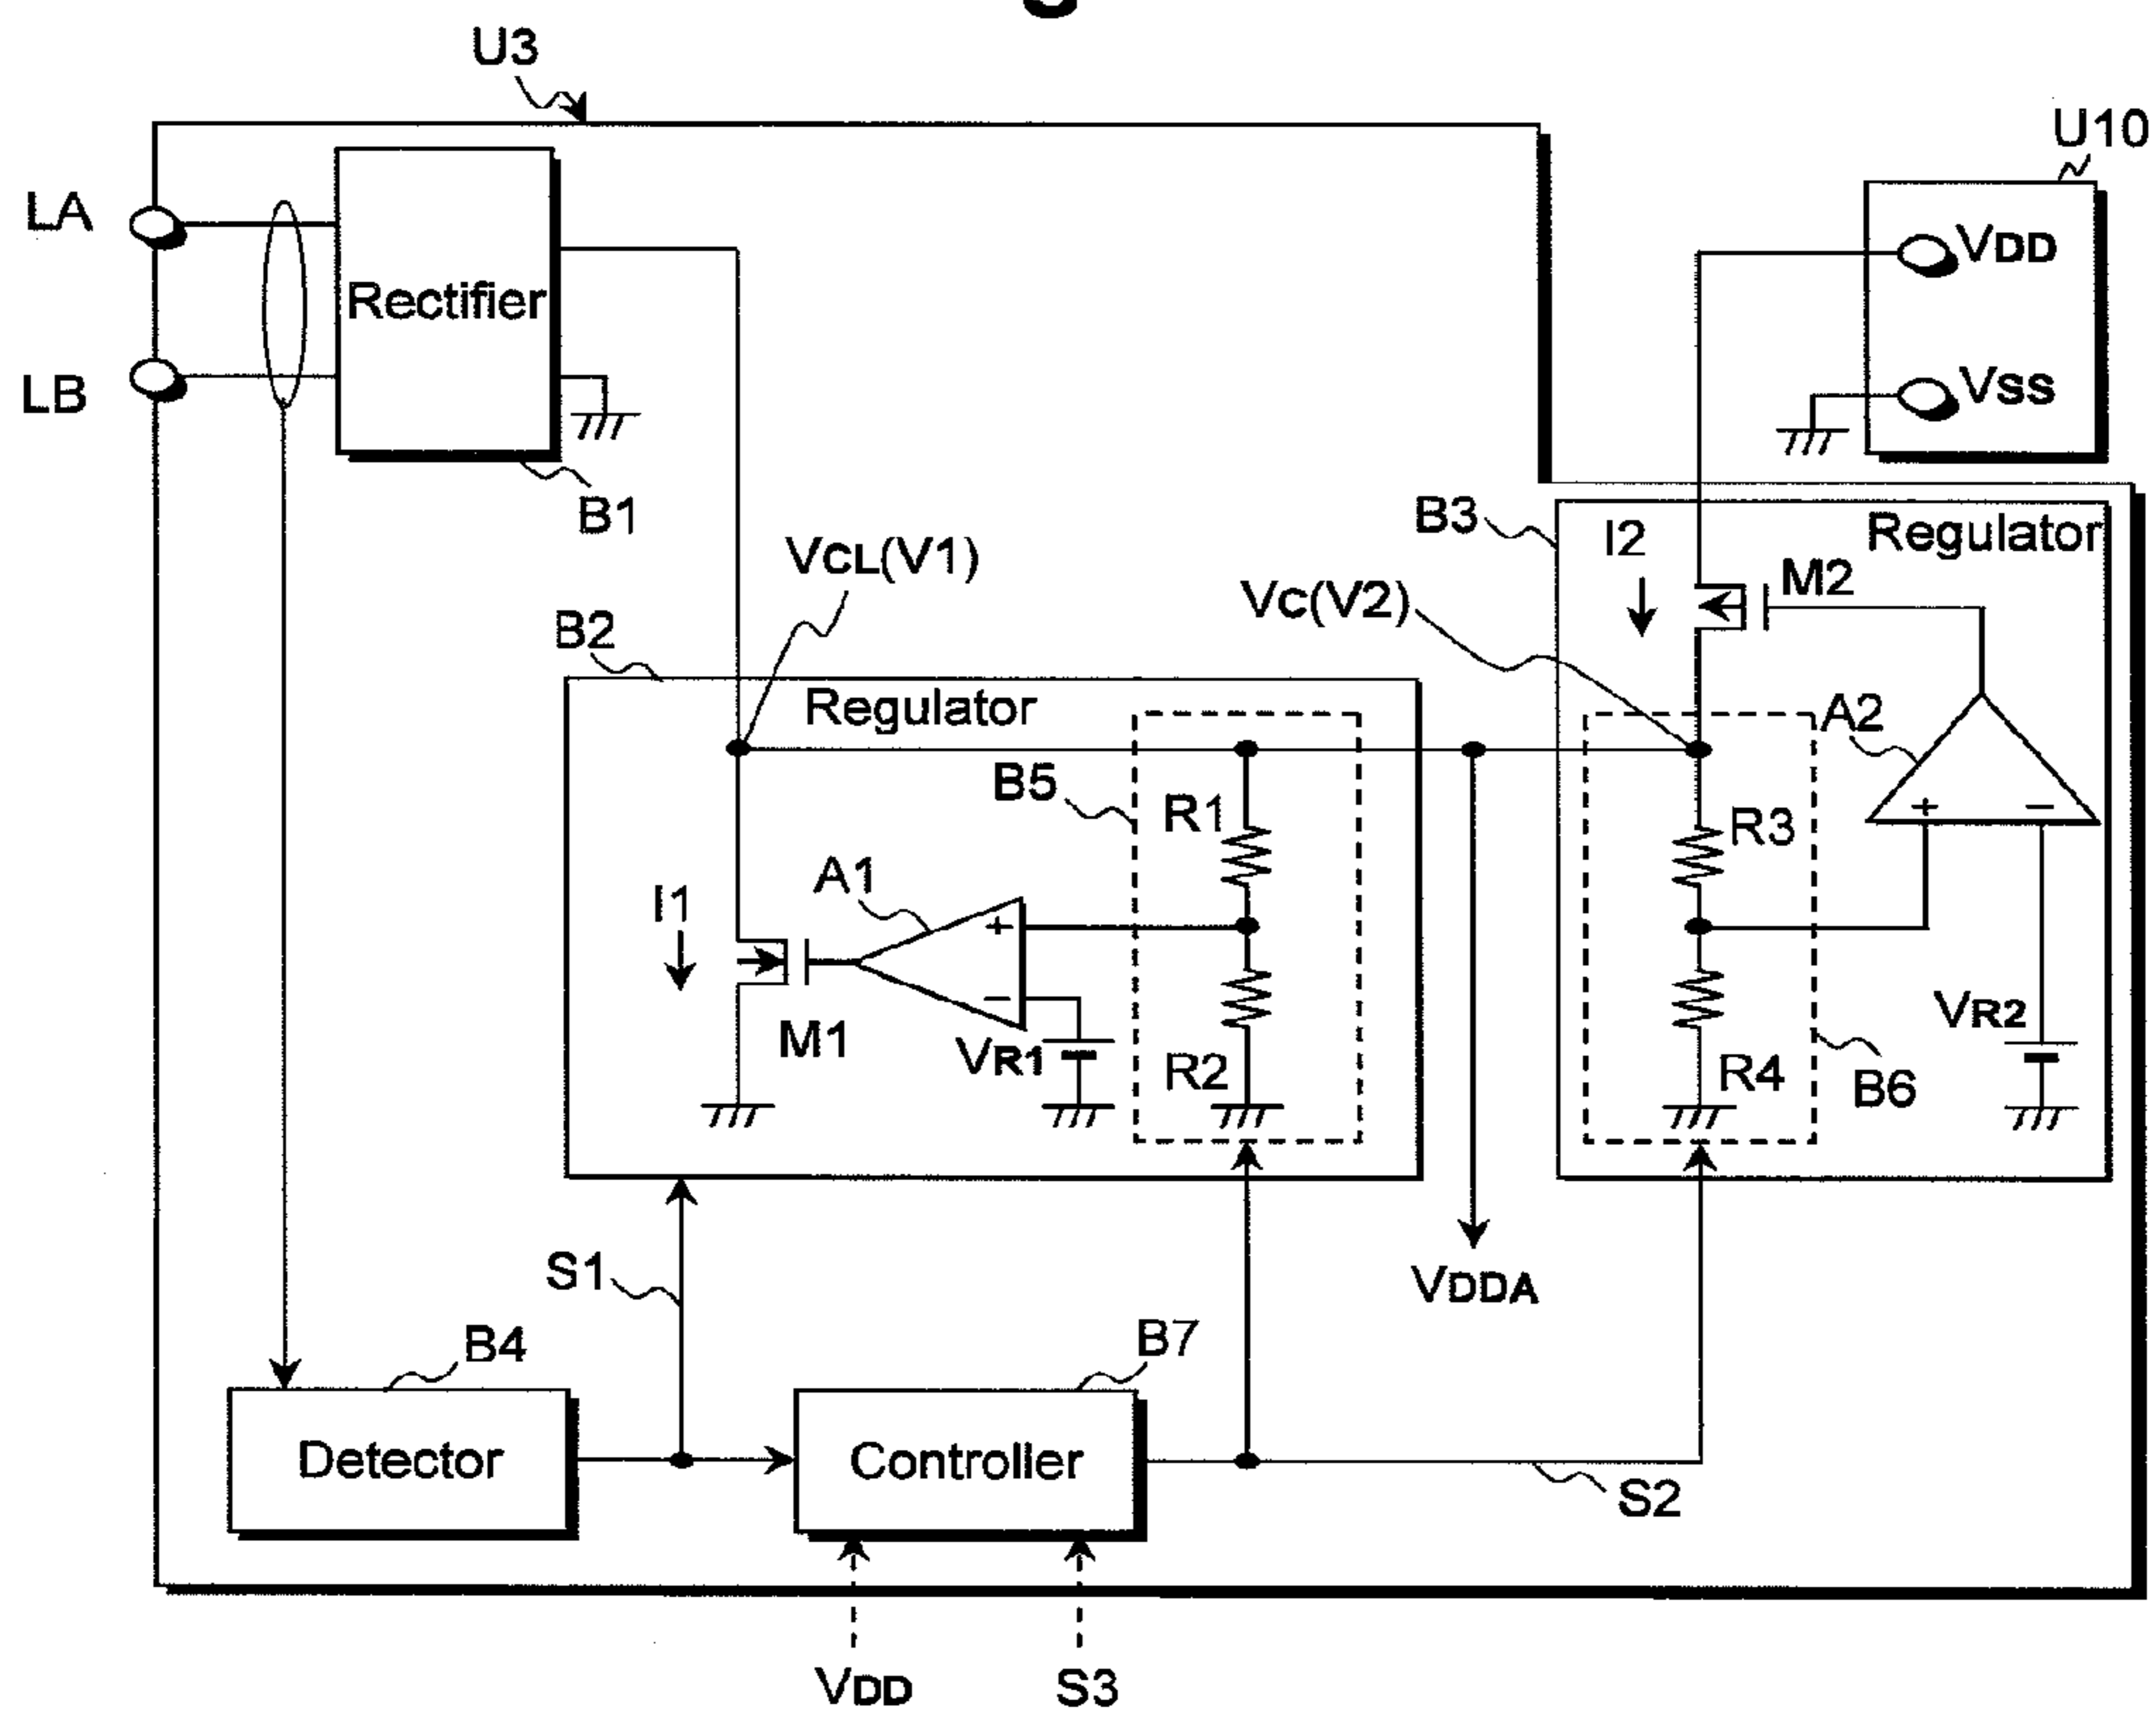 U3
U10
LA
VDD
Rectifier
LB
VSS
B1
B3
I2
Regulator
VCL(V1)
M2
VC(V2)
B2
Regulator
A2
B5
R1
+
−
R3
A1
I1
+
−
VR2
M1
VR1
R2
R4
B6
S1
VDDA
B4
B7
Detector
Controller
S2
VDD
S3